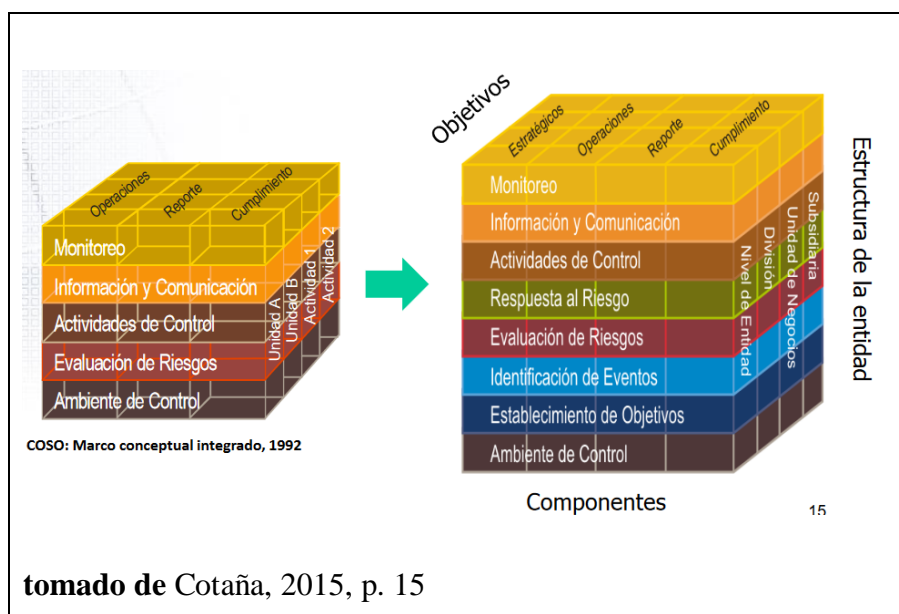 Operaciones
Reporte
Cumplimiento
Monitoreo
Información y Comunicación
Actividades de Control
Evaluación de Riesgos
Ambiente de Control
Unidad A
Unidad B
Actividad 1
Actividad 2
COSO: Marco conceptual integrado, 1992
Objetivos
Estratégicos
Operaciones
Reporte
Cumplimiento
Monitoreo
Información y Comunicación
Actividades de Control
Respuesta al Riesgo
Evaluación de Riesgos
Identificación de Eventos
Establecimiento de Objetivos
Ambiente de Control
Nivel de Entidad
División
Unidad de Negocios
Subsidiaria
Estructura de la entidad
Componentes
15
tomado de Cotaña, 2015, p. 15